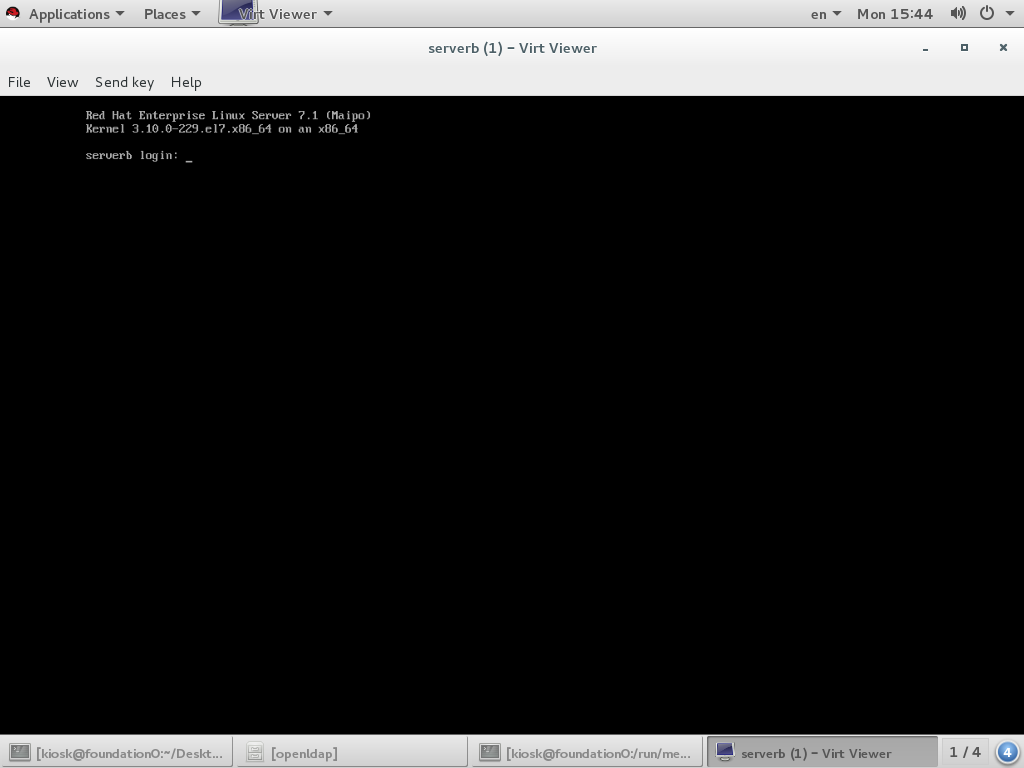 Applications Places Virt Viewer en Mon 15:44
serverb (1) – Virt Viewer
File View Send key Help
Red Hat Enterprise Linux Server 7.1 (Maipo)
Kernel 3.10.0-229.el7.x86_64 on an x86_64
serverb login: _
[kiosk@foundation0:~/Deskt... [openldap] [kiosk@foundation0:/run/me... serverb (1) – Virt Viewer 1 / 4 4